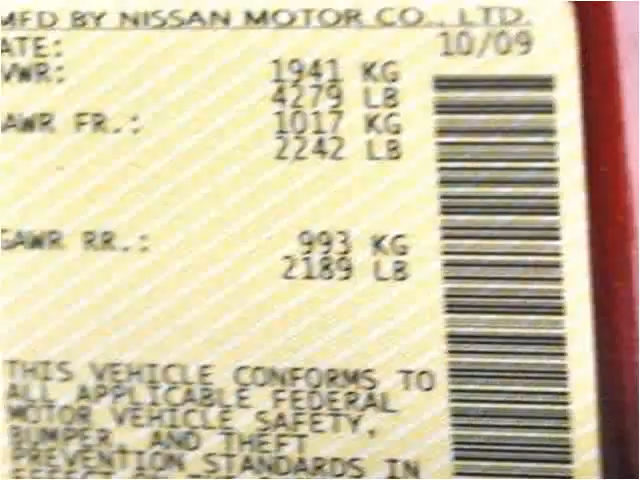 MFD BY NISSAN MOTOR CO., LTD.
ATE: 10/09
VWR: 1941 KG
4279 LB
AWR FR.: 1017 KG
2242 LB
GAWR RR.: 993 KG
2189 LB
THIS VEHICLE CONFORMS TO
ALL APPLICABLE FEDERAL
MOTOR VEHICLE SAFETY,
BUMPER, AND THEFT
PREVENTION STANDARDS IN